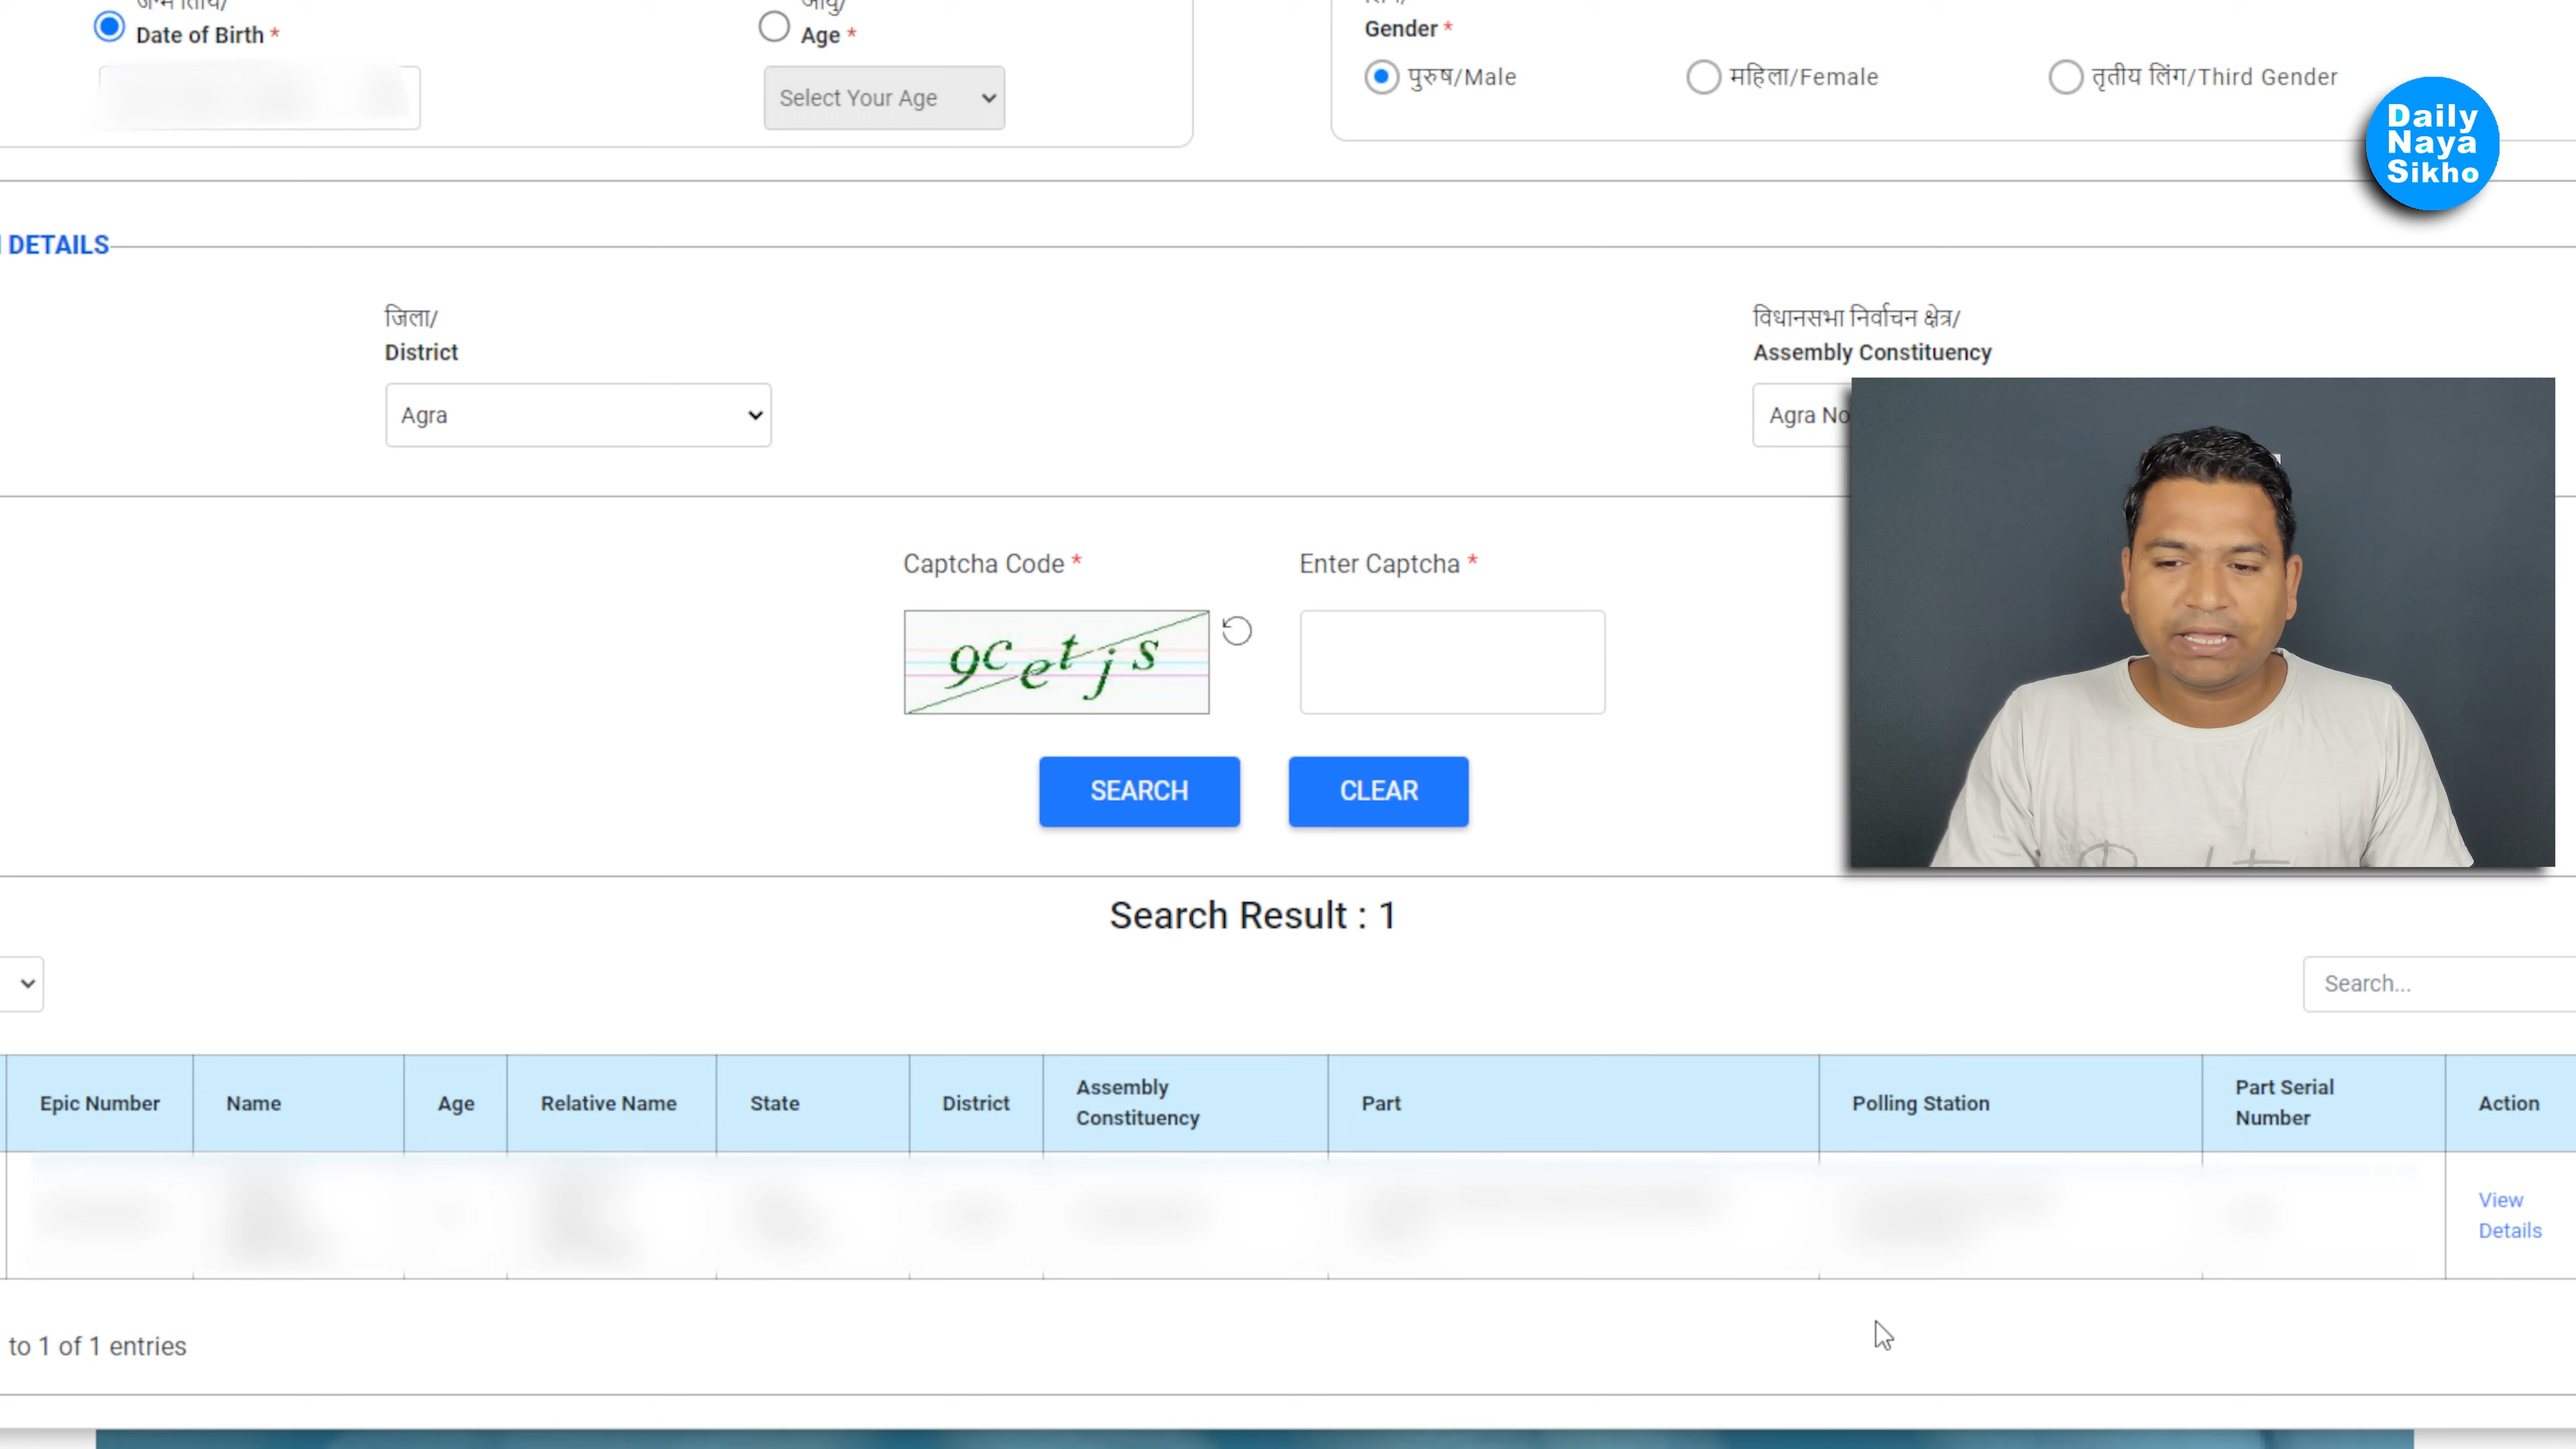 Date of Birth *
Age *
Select Your Age
Gender *
पुरुष/Male
महिला/Female
तृतीय लिंग/Third Gender
Daily
Naya
Sikho
DETAILS
जिला/
District
Agra
विधानसभा निर्वाचन क्षेत्र/
Assembly Constituency
Agra No
Captcha Code *
Enter Captcha *
9cetjs
SEARCH
CLEAR
Search Result : 1
Search...
Epic Number
Name
Age
Relative Name
State
District
Assembly
Constituency
Part
Polling Station
Part Serial
Number
Action
View
Details
to 1 of 1 entries